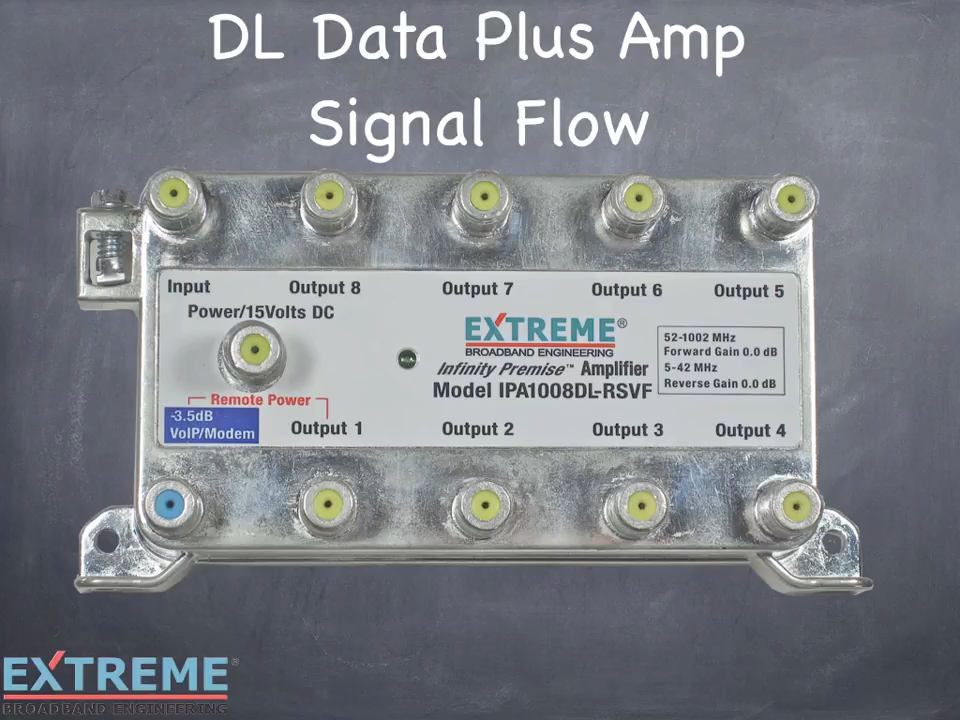 DL Data Plus Amp
Signal Flow
Input
Output 8
Output 7
Output 6
Output 5
Power/15Volts DC
EXTREME®
BROADBAND ENGINEERING
Infinity Premise™ Amplifier
Model IPA1008DL-RSVF
52-1002 MHz
Forward Gain 0.0 dB
5-42 MHz
Reverse Gain 0.0 dB
Remote Power
-3.5dB
VoIP/Modem
Output 1
Output 2
Output 3
Output 4
EXTREME®
BROADBAND ENGINEERING